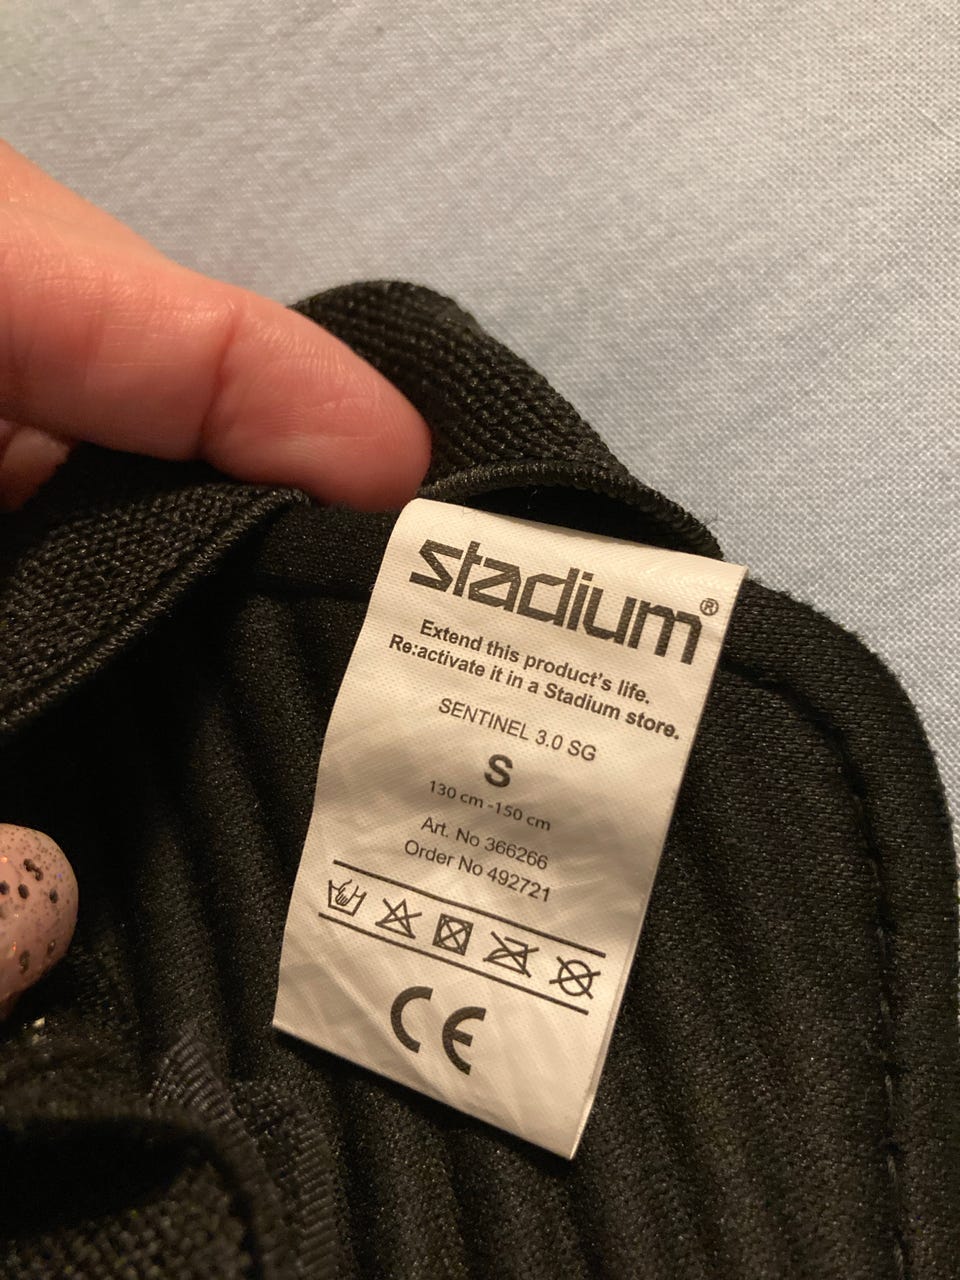 stadium®
Extend this product's life.
Re:activate it in a Stadium store.
SENTINEL 3.0 SG
S
130 cm -150 cm
Art. No 366266
Order No 492721
CE